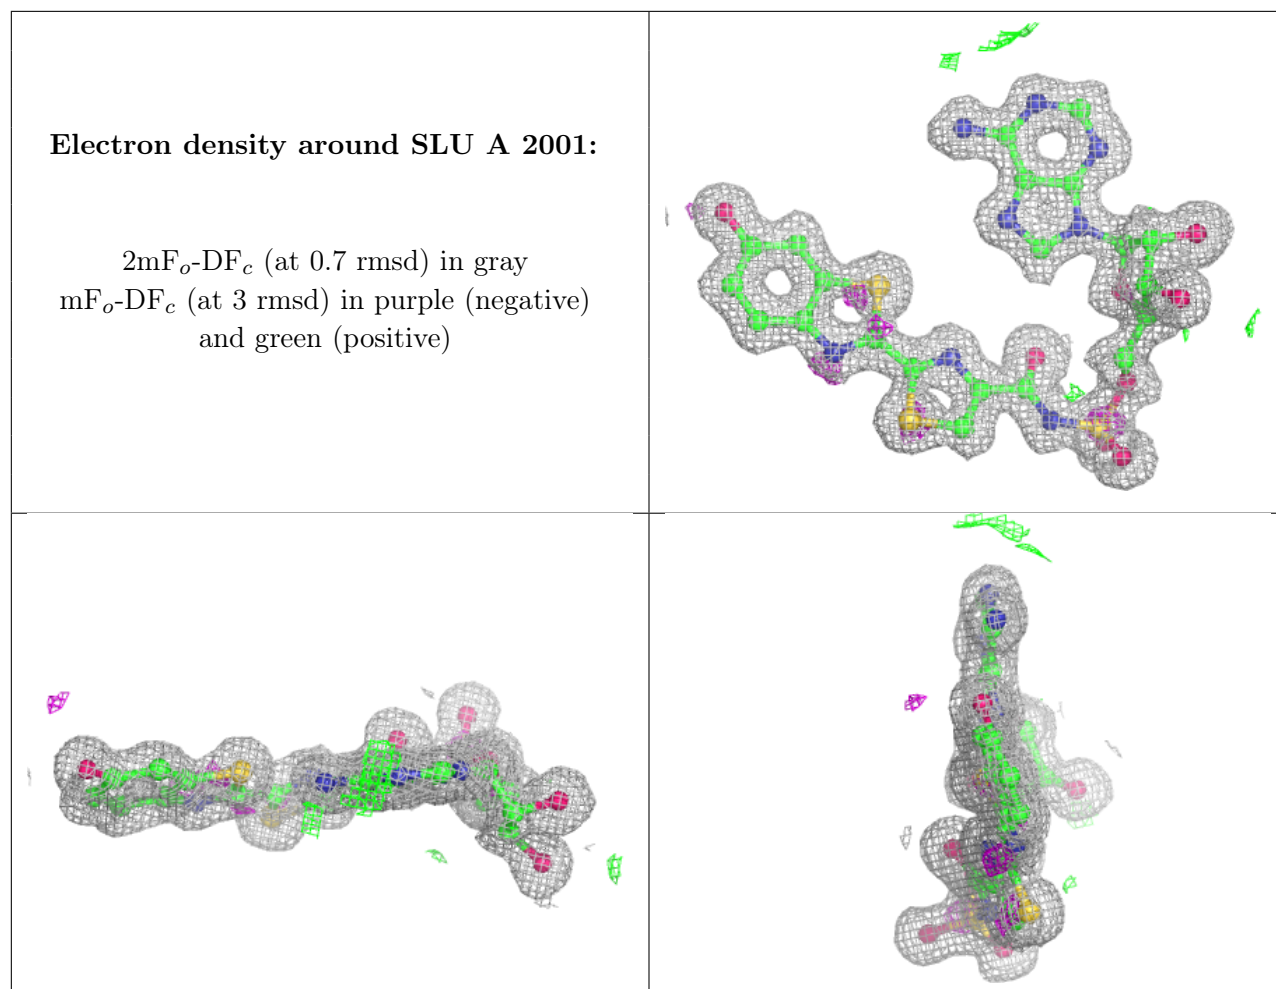 Electron density around SLU A 2001:
2mFo-DFc (at 0.7 rmsd) in gray
mFo-DFc (at 3 rmsd) in purple (negative)
and green (positive)